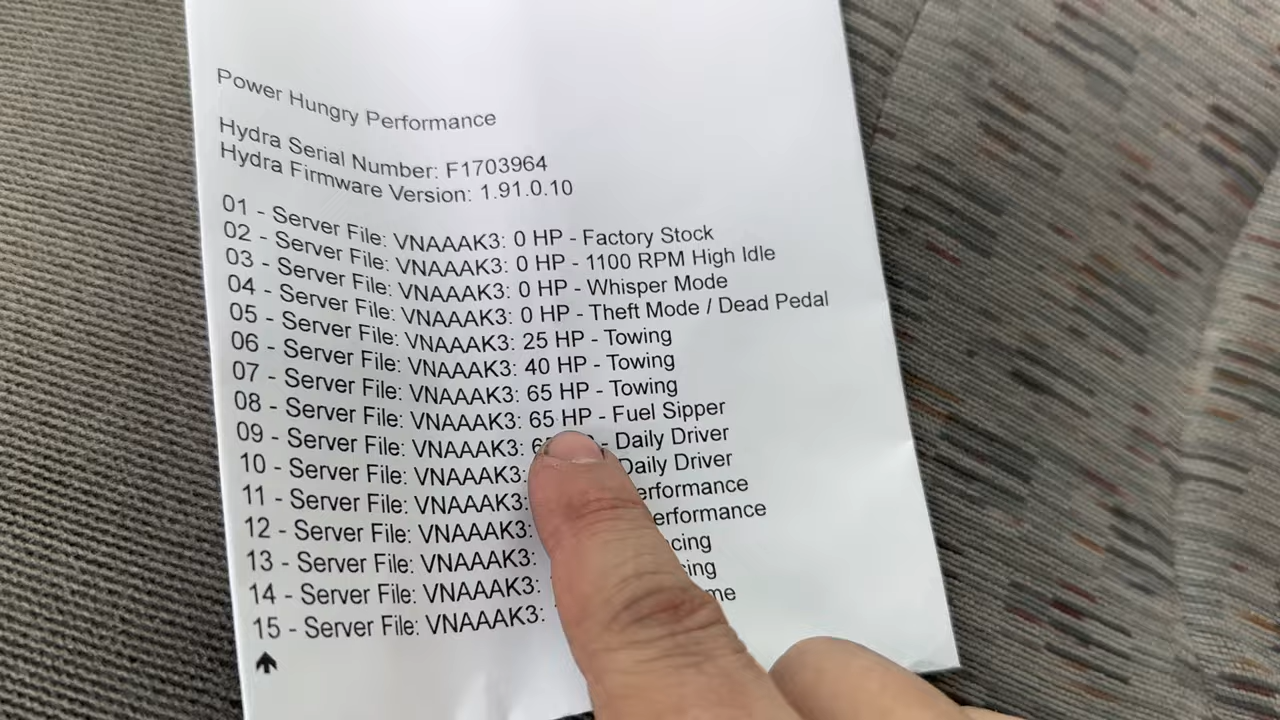 Power Hungry Performance
Hydra Serial Number: F1703964
Hydra Firmware Version: 1.91.0.10
01 - Server File: VNAAAK3: 0 HP - Factory Stock
02 - Server File: VNAAAK3: 0 HP - 1100 RPM High Idle
03 - Server File: VNAAAK3: 0 HP - Whisper Mode
04 - Server File: VNAAAK3: 0 HP - Theft Mode / Dead Pedal
05 - Server File: VNAAAK3: 25 HP - Towing
06 - Server File: VNAAAK3: 40 HP - Towing
07 - Server File: VNAAAK3: 65 HP - Towing
08 - Server File: VNAAAK3: 65 HP - Fuel Sipper
09 - Server File: VNAAAK3: - Daily Driver
10 - Server File: VNAAAK3: Daily Driver
11 - Server File: VNAAAK3:
12 - Server File: VNAAAK3:
13 - Server File: VNAAAK3:
14 - Server File: VNAAAK3:
15 - Server File: VNAAAK3: